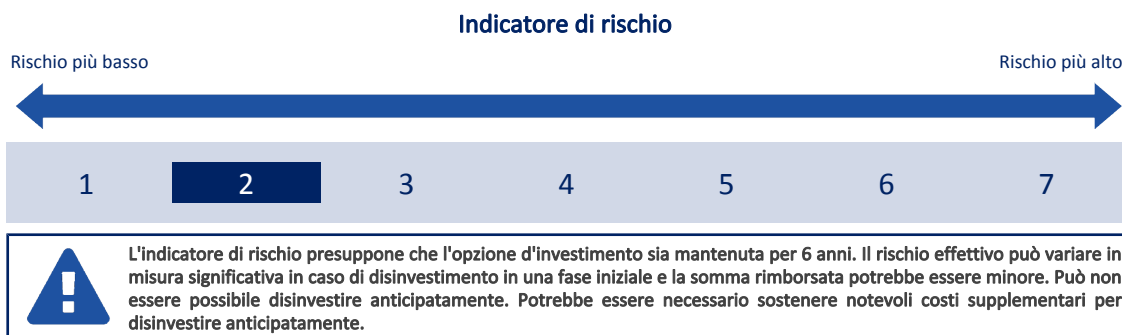 Indicatore di rischio
Rischio più basso
Rischio più alto
1 2 3 4 5 6 7
L'indicatore di rischio presuppone che l'opzione d'investimento sia mantenuta per 6 anni. Il rischio effettivo può variare in
misura significativa in caso di disinvestimento in una fase iniziale e la somma rimborsata potrebbe essere minore. Può non
essere possibile disinvestire anticipatamente. Potrebbe essere necessario sostenere notevoli costi supplementari per
disinvestire anticipatamente.